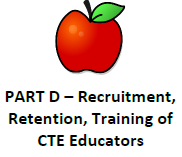 PART D – Recruitment,
Retention, Training of
CTE Educators